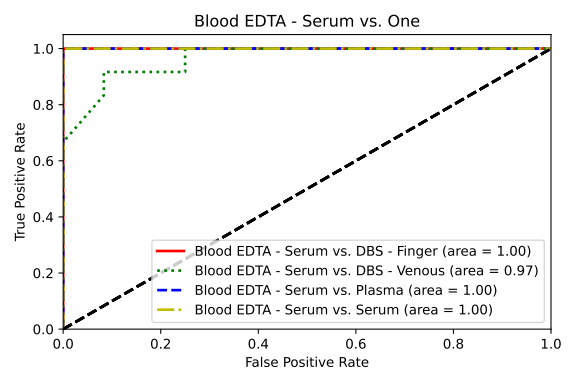 Blood EDTA - Serum vs. One
True Positive Rate
1.0
0.8
0.6
0.4
0.2
0.0
Blood EDTA - Serum vs. DBS - Finger (area = 1.00)
Blood EDTA - Serum vs. DBS - Venous (area = 0.97)
Blood EDTA - Serum vs. Plasma (area = 1.00)
Blood EDTA - Serum vs. Serum (area = 1.00)
0.0 0.2 0.4 0.6 0.8 1.0
False Positive Rate